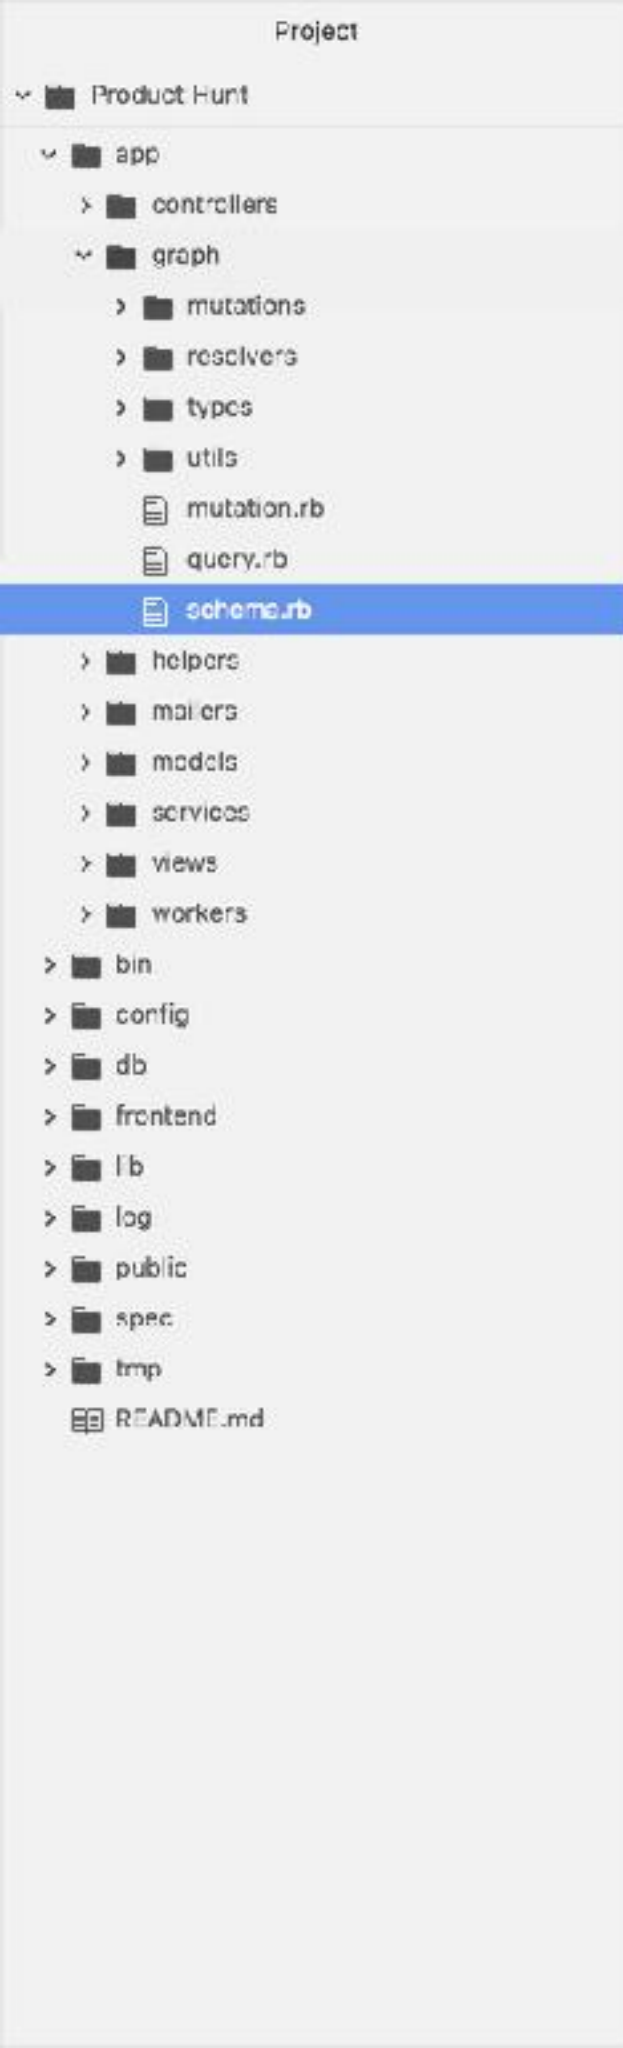 Project
Product Hunt
app
controllers
graph
mutations
resolvers
types
utils
mutation.rb
query.rb
schema.rb
helpers
mailers
models
services
views
workers
bin
config
db
frontend
lib
log
public
spec
tmp
README.md